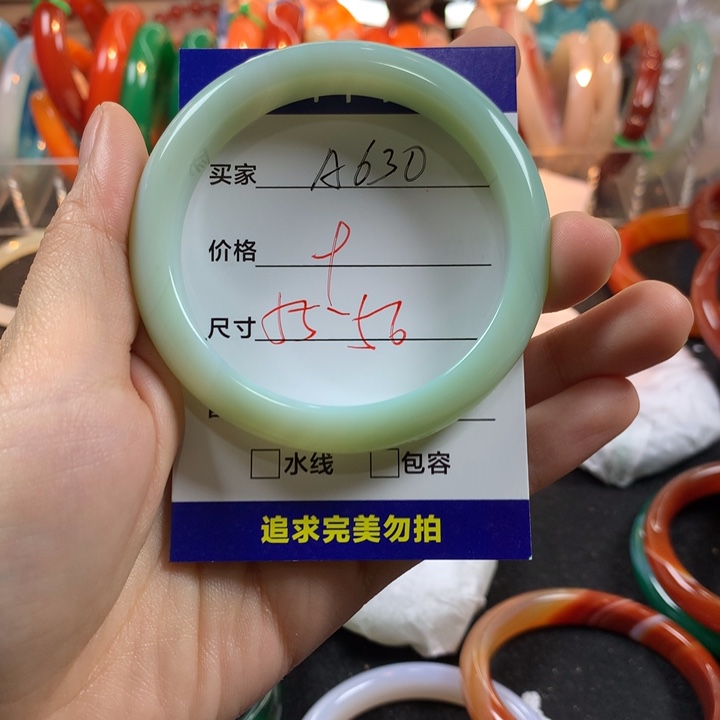 买家 A630
价格
尺寸 55-56
水线 包容
追求完美勿拍